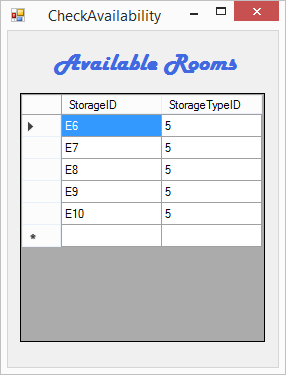 CheckAvailability
Available Rooms
StorageID StorageTypeID
E6 5
E7 5
E8 5
E9 5
E10 5
*